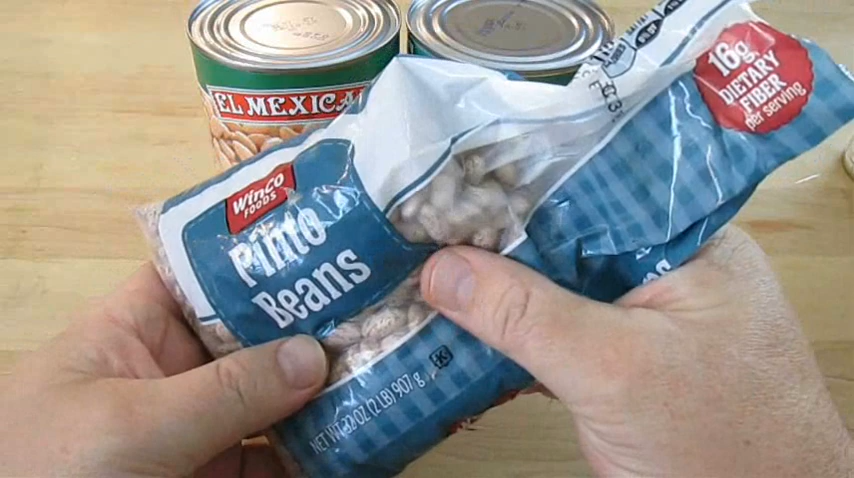 EL MEXICA
WinCo
FOODS
Pinto
Beans
NET WT 32 OZ (2 LB) 907 g
K
16g
DIETARY
FIBER
per serving